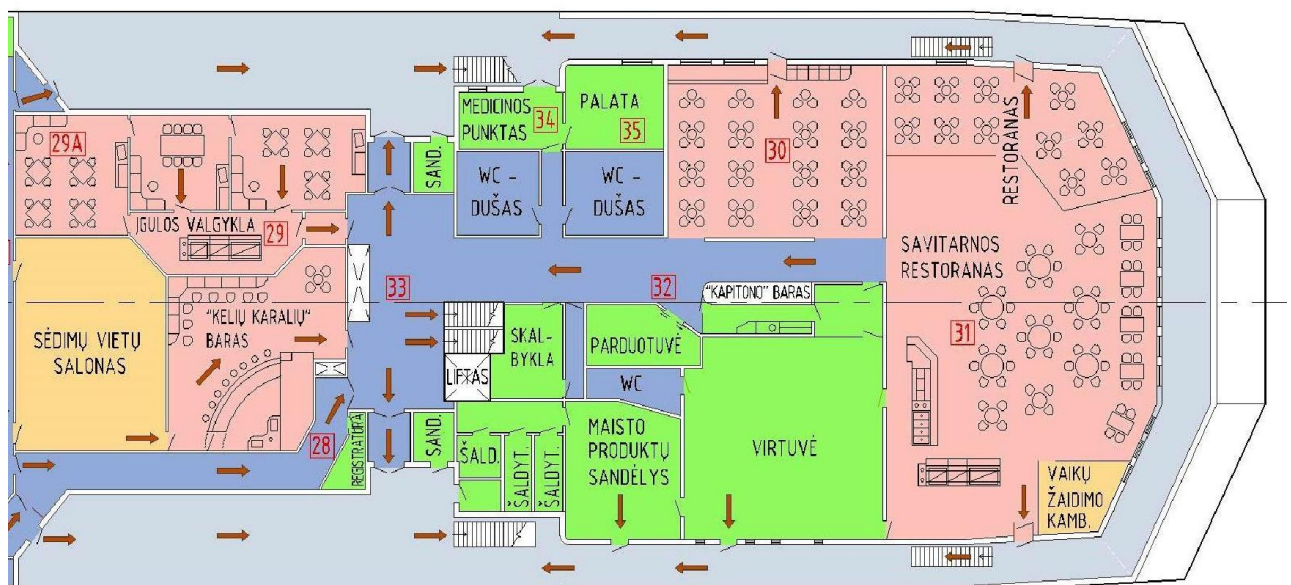 29A
ĮGULOS VALGYKLA
29
SĖDIMŲ VIETŲ
SALONAS
"KELIŲ KARALIŲ"
BARAS
28
REGISTRATŪRA
33
SAND.
SAND.
MEDICINOS
PUNKTAS
34
PALATA
35
WC -
DUŠAS
WC -
DUŠAS
30
RESTORANAS
SAVITARNOS
RESTORANAS
31
32
"KAPITONO" BARAS
SKAL-
BYKLA
LIFTAS
PARDUOTUVĖ
WC
ŠALD.
ŠALDYT.
ŠALDYT.
MAISTO
PRODUKTŲ
SANDĖLYS
VIRTUVĖ
VAIKŲ
ŽAIDIMO
KAMB.